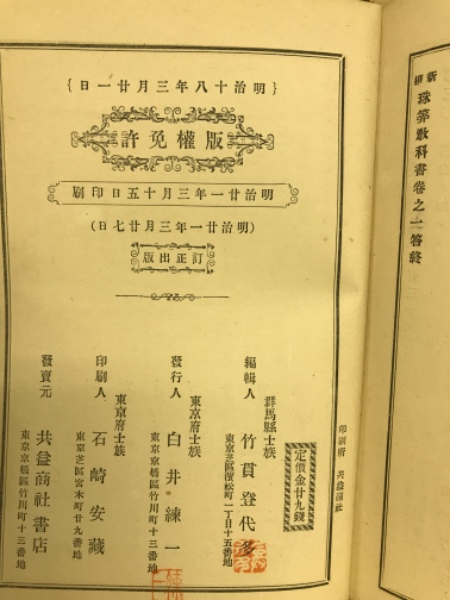 新編 珠算教科書卷之一答終
印刷所 共益商社
明治十八年三月廿一日
版權免許
明治廿一年三月十五日印刷
(明治廿一年三月廿七日)
訂正出版
定價金廿九錢
群馬縣士族
編輯人 竹貫登代多
東京芝區濱松町一丁目十五番地
東京府士族
發行人 白井練一
東京京橋區竹川町十三番地
東京府士族
印刷人 石崎安藏
東京芝區宮本町廿九番地
發賣元 共益商社書店
東京京橋區竹川町十三番地